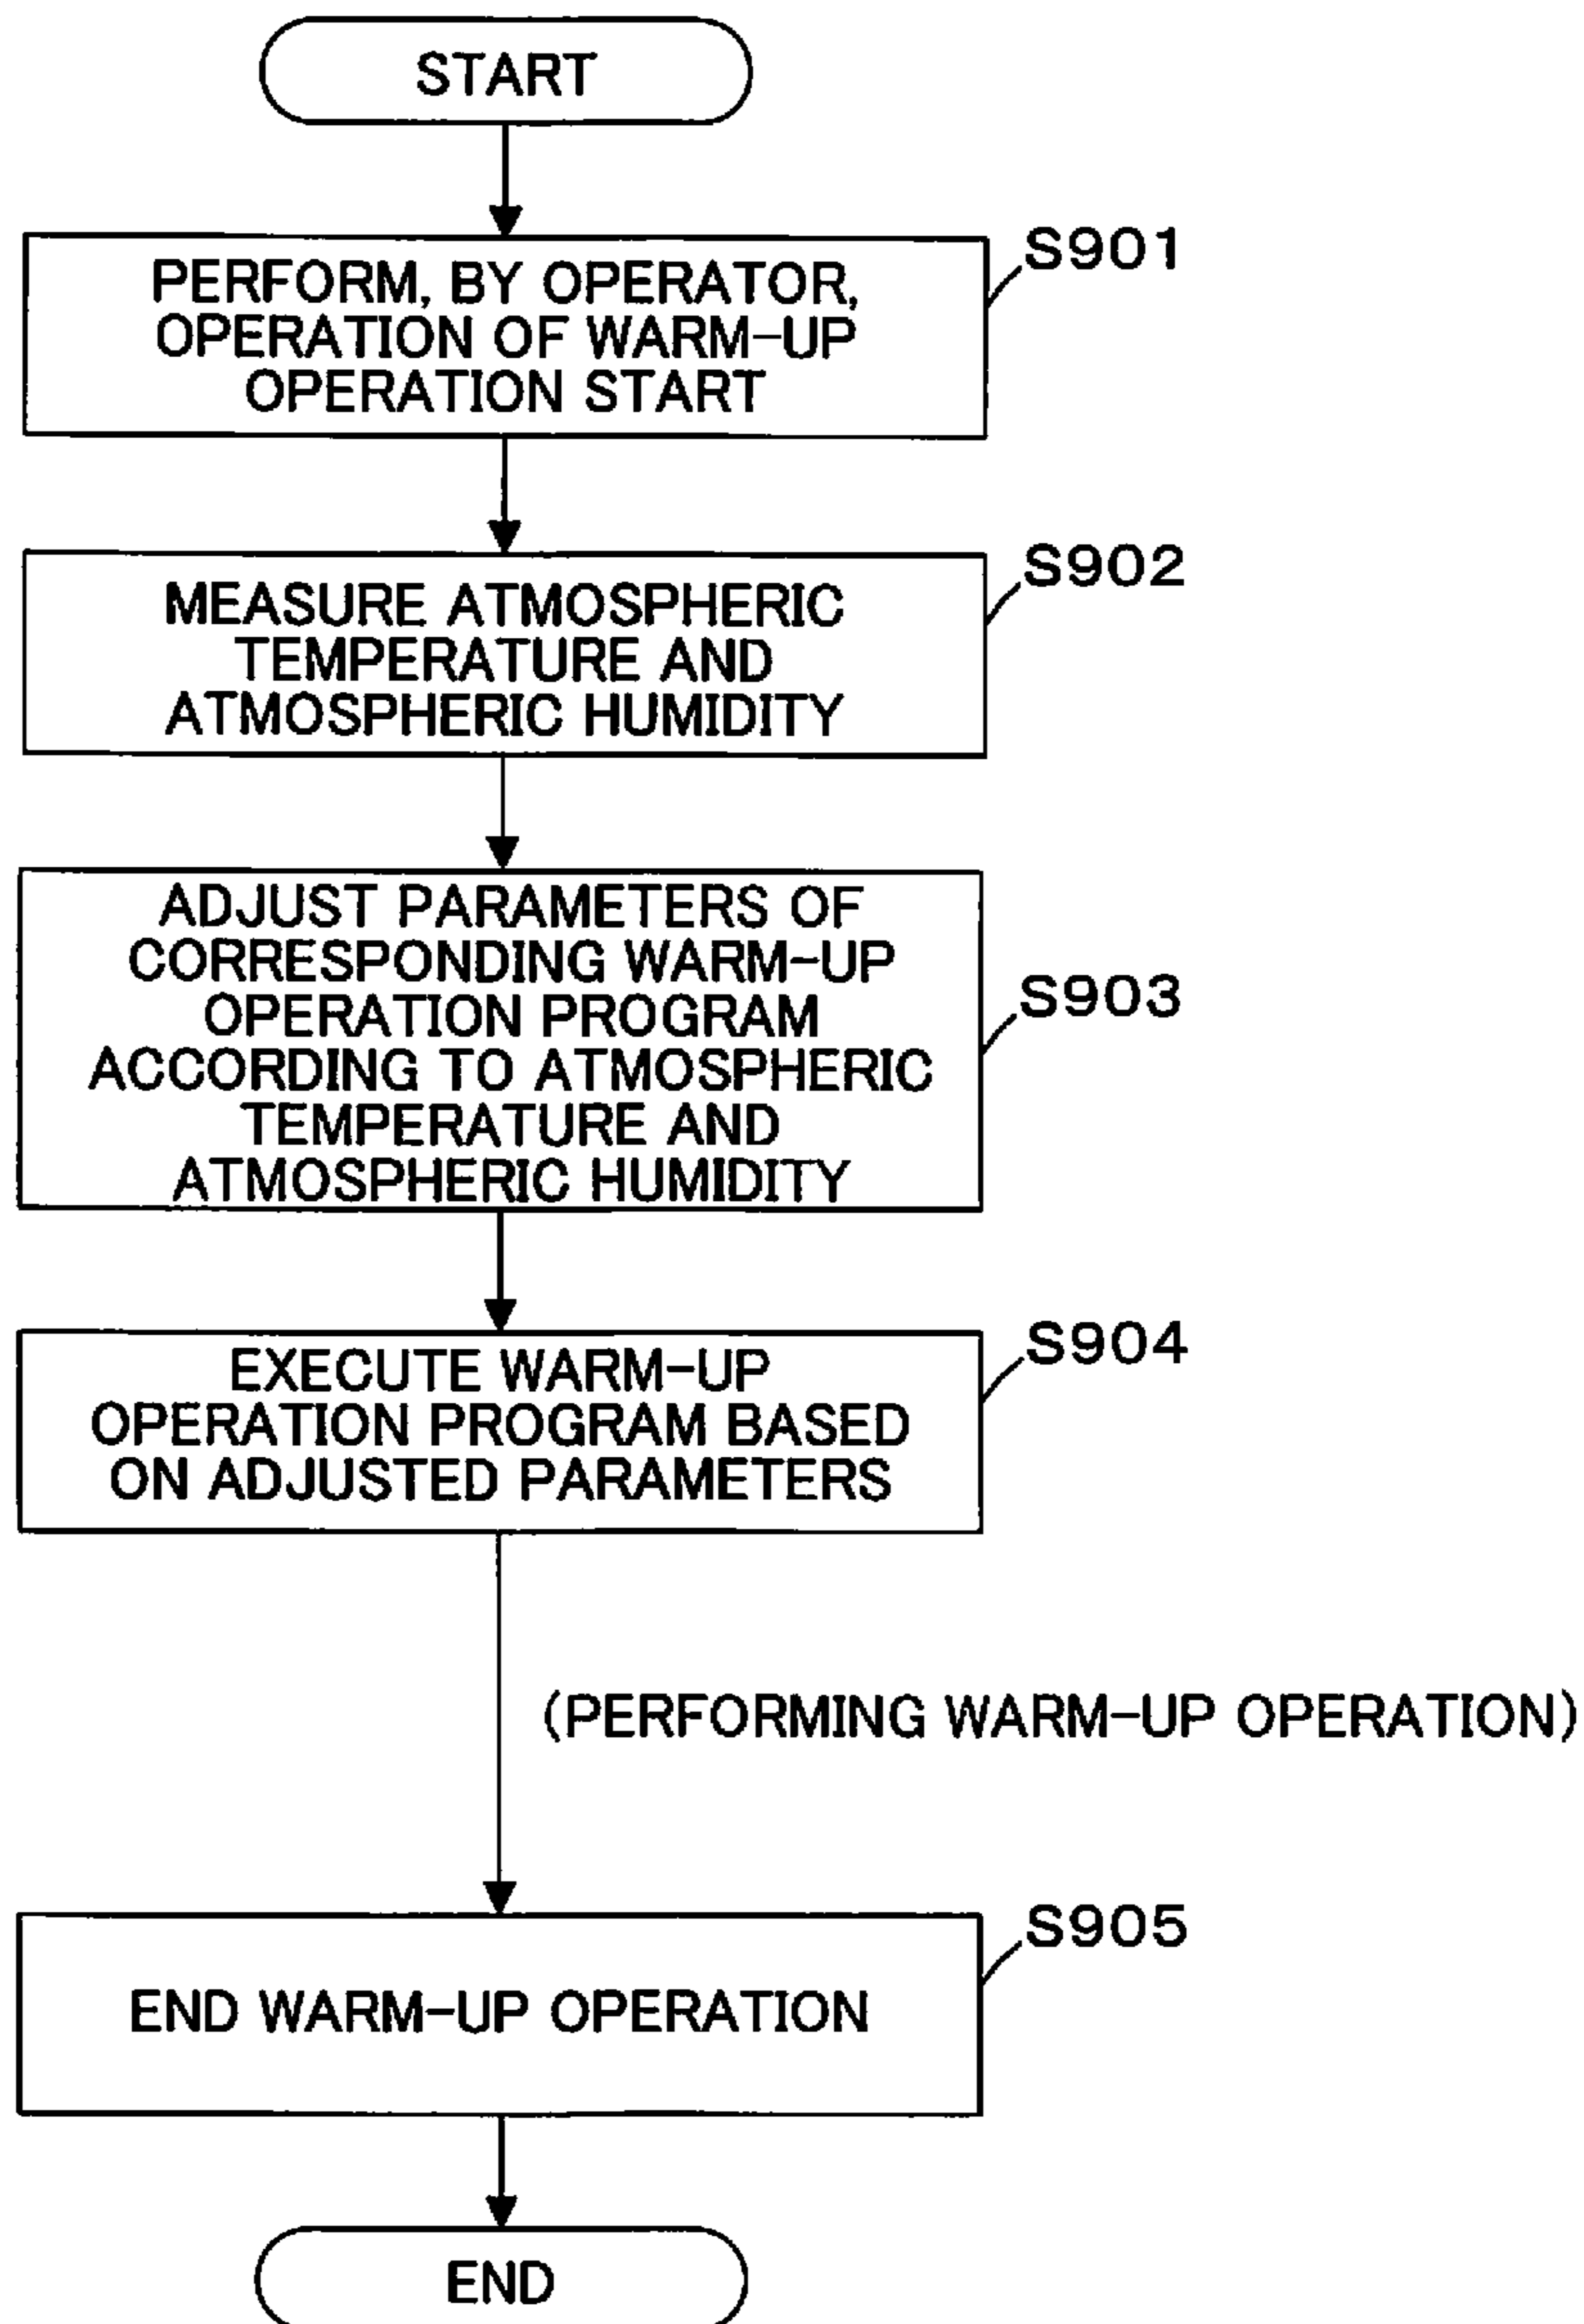 START
S901
PERFORM, BY OPERATOR,
OPERATION OF WARM-UP
OPERATION START
S902
MEASURE ATMOSPHERIC
TEMPERATURE AND
ATMOSPHERIC HUMIDITY
S903
ADJUST PARAMETERS OF
CORRESPONDING WARM-UP
OPERATION PROGRAM
ACCORDING TO ATMOSPHERIC
TEMPERATURE AND
ATMOSPHERIC HUMIDITY
S904
EXECUTE WARM-UP
OPERATION PROGRAM BASED
ON ADJUSTED PARAMETERS
(PERFORMING WARM-UP OPERATION)
S905
END WARM-UP OPERATION
END